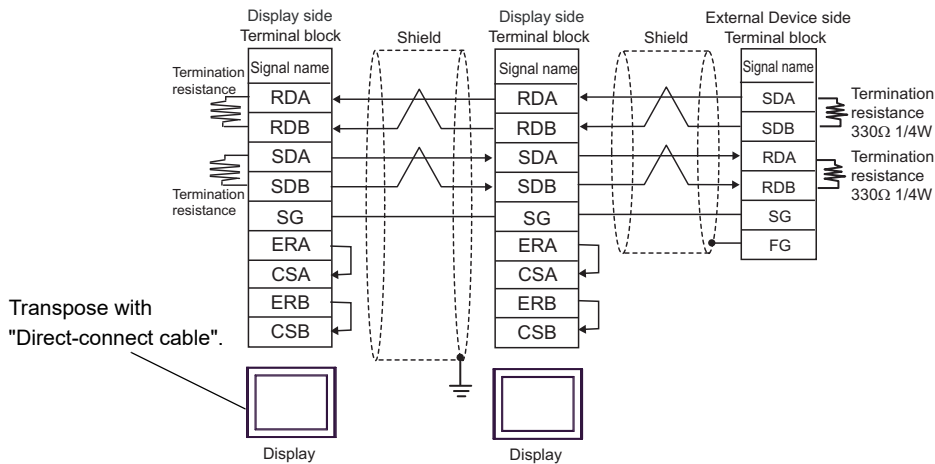 Display side
Terminal block
Shield
Display side
Terminal block
Shield
External Device side
Terminal block
Termination
resistance
Termination
resistance
Signal name
RDA
RDB
SDA
SDB
SG
ERA
CSA
ERB
CSB
Signal name
RDA
RDB
SDA
SDB
SG
ERA
CSA
ERB
CSB
Signal name
SDA
SDB
RDA
RDB
SG
FG
Termination
resistance
330Ω 1/4W
Termination
resistance
330Ω 1/4W
Transpose with
"Direct-connect cable".
Display
Display